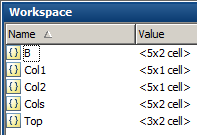 Workspace
Name Value
B <5x2 cell>
Col1 <5x1 cell>
Col2 <5x1 cell>
Cols <5x2 cell>
Top <3x2 cell>